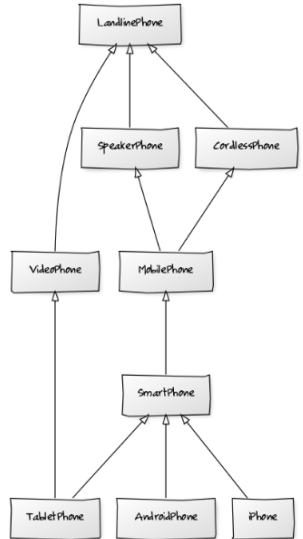 LandlinePhone
SpeakerPhone
CordlessPhone
VideoPhone
MobilePhone
SmartPhone
TabletPhone
AndroidPhone
iPhone